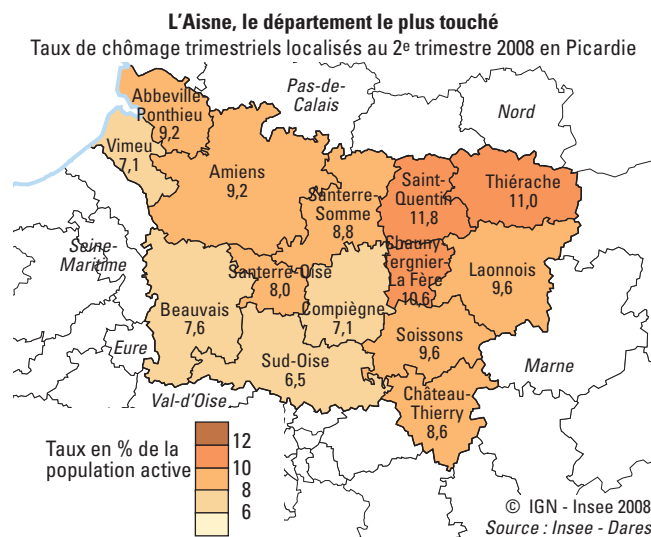 L'Aisne, le département le plus touché
Taux de chômage trimestriels localisés au 2e trimestre 2008 en Picardie
Pas-de-
Calais
Nord
Abbeville
Ponthieu
9,2
Vimeu
7,1
Amiens
9,2
Santerre-
Somme
8,8
Saint-
Quentin
11,8
Thiérache
11,0
Seine-
Maritime
Chauny-
Tergnier-
La Fère
10,6
Laonnois
9,6
Santerre-Oise
8,0
Beauvais
7,6
Compiègne
7,1
Soissons
9,6
Eure
Sud-Oise
6,5
Marne
Val-d'Oise
Château-
Thierry
8,6
Taux en % de la
population active
12
10
8
6
© IGN - Insee 2008
Source : Insee - Dares